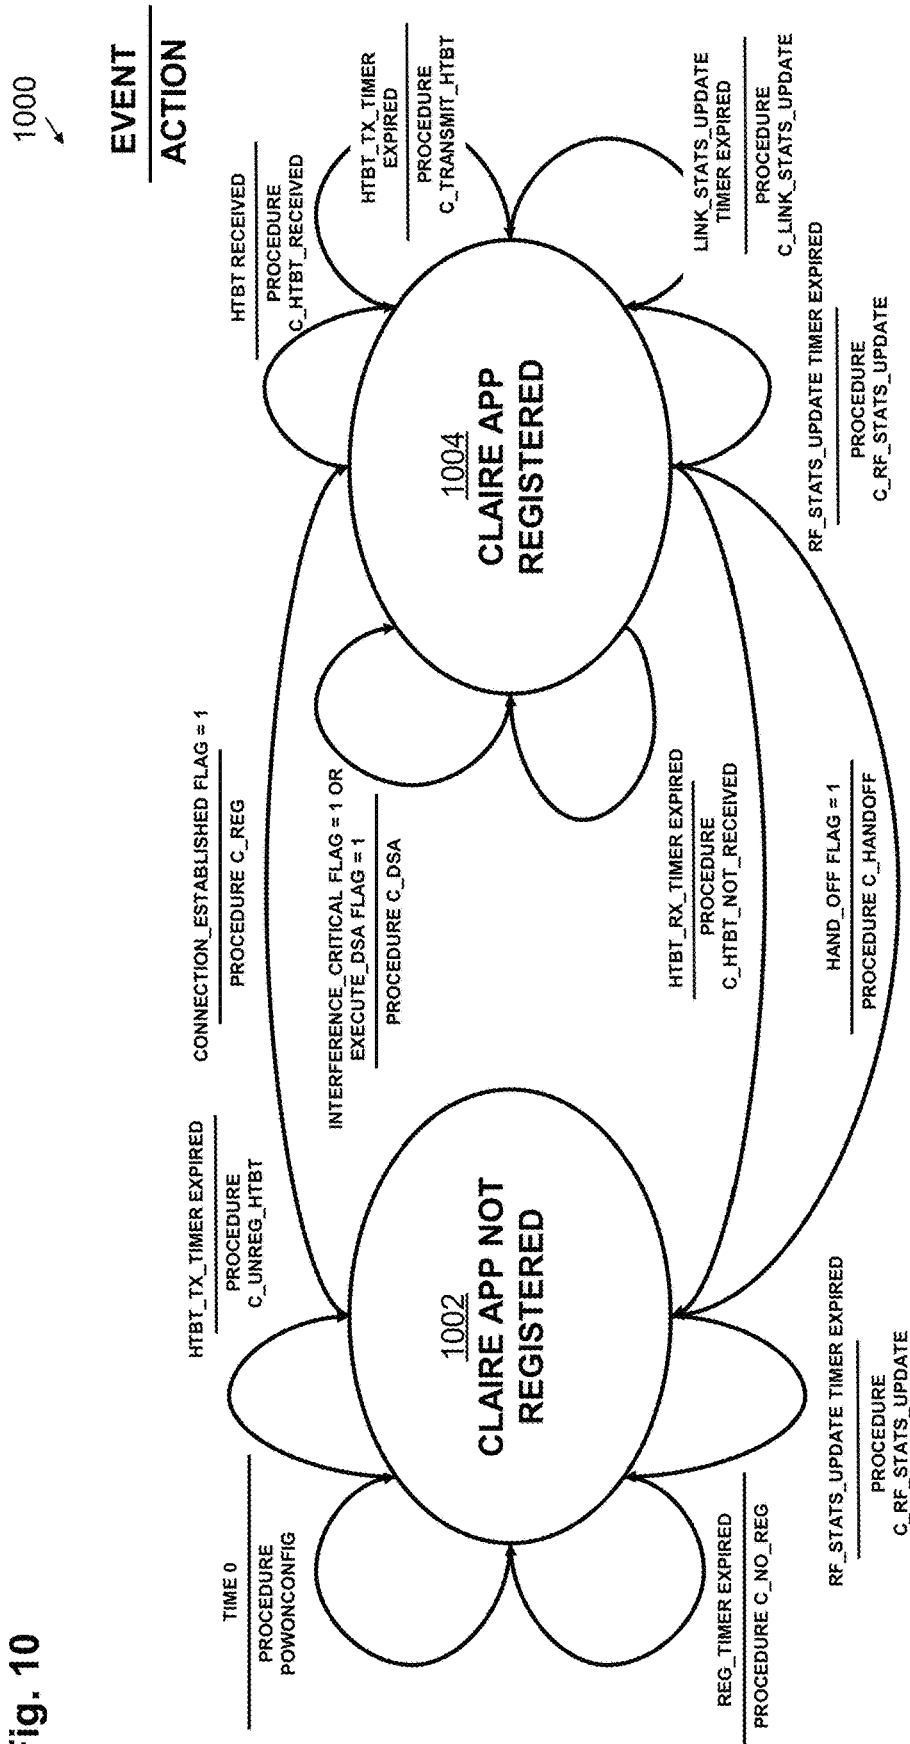 Fig. 10
1000
EVENT
ACTION
TIME 0
PROCEDURE
POWONCONFIG
HTBT_TX_TIMER EXPIRED
PROCEDURE
C_UNREG_HTBT
CONNECTION_ESTABLISHED FLAG = 1
PROCEDURE C_REG
HTBT RECEIVED
PROCEDURE
C_HTBT_RECEIVED
HTBT_TX_TIMER
EXPIRED
PROCEDURE
C_TRANSMIT_HTBT
INTERFERENCE_CRITICAL FLAG = 1 OR
EXECUTE_DSA FLAG = 1
PROCEDURE C_DSA
1002
CLAIRE APP NOT
REGISTERED
1004
CLAIRE APP
REGISTERED
REG_TIMER EXPIRED
PROCEDURE C_NO_REG
RF_STATS_UPDATE TIMER EXPIRED
PROCEDURE
C_RF_STATS_UPDATE
HTBT_RX_TIMER EXPIRED
PROCEDURE
C_HTBT_NOT_RECEIVED
HAND_OFF FLAG = 1
PROCEDURE C_HANDOFF
LINK_STATS_UPDATE
TIMER EXPIRED
PROCEDURE
C_LINK_STATS_UPDATE
RF_STATS_UPDATE TIMER EXPIRED
PROCEDURE
C_RF_STATS_UPDATE